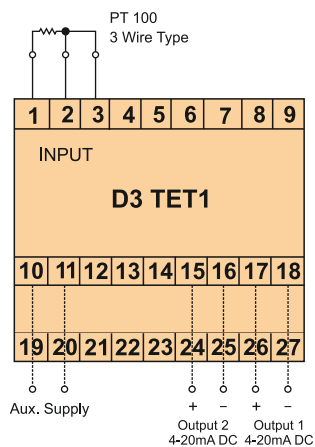 PT 100
3 Wire Type
1 2 3 4 5 6 7 8 9
INPUT
D3 TET1
10 11 12 13 14 15 16 17 18
19 20 21 22 23 24 25 26 27
Aux. Supply
+ − + −
Output 2 Output 1
4-20mA DC 4-20mA DC